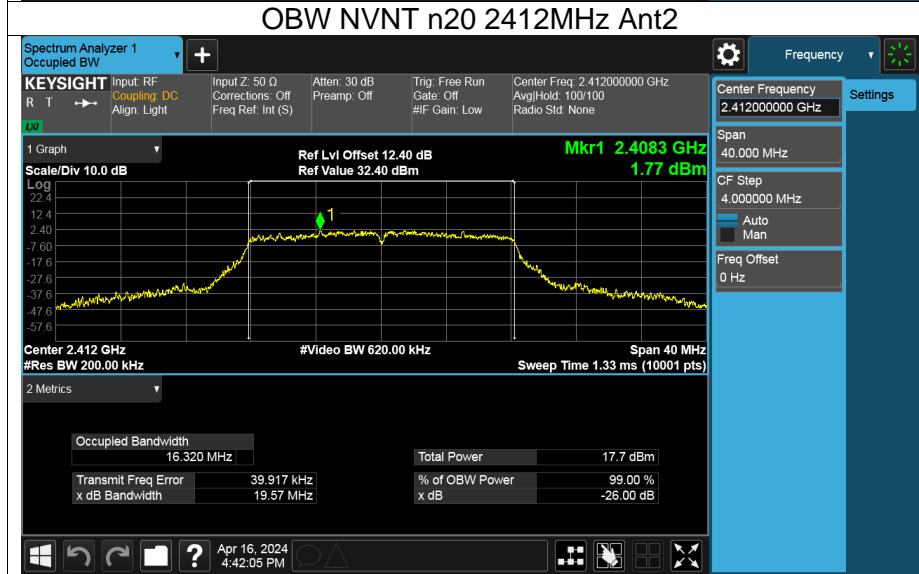 OBW NVNT n20 2412MHz Ant2
Spectrum Analyzer 1
Occupied BW
+
Frequency
KEYSIGHT
R T
LXI
Input: RF
Coupling: DC
Align: Light
Input Z: 50 Ω
Corrections: Off
Freq Ref: Int (S)
Atten: 30 dB
Preamp: Off
Trig: Free Run
Gate: Off
#IF Gain: Low
Center Freq: 2.412000000 GHz
Avg|Hold: 100/100
Radio Std: None
Center Frequency
2.412000000 GHz
Settings
Span
40.000 MHz
CF Step
4.000000 MHz
Auto
Man
Freq Offset
0 Hz
1 Graph
Scale/Div 10.0 dB
Ref Lvl Offset 12.40 dB
Ref Value 32.40 dBm
Mkr1 2.4083 GHz
1.77 dBm
Log
22.4
12.4
2.40
-7.60
-17.6
-27.6
-37.6
-47.6
-57.6
1
Center 2.412 GHz
#Video BW 620.00 kHz
Span 40 MHz
#Res BW 200.00 kHz
Sweep Time 1.33 ms (10001 pts)
2 Metrics
Occupied Bandwidth
16.320 MHz
Total Power 17.7 dBm
Transmit Freq Error 39.917 kHz
% of OBW Power 99.00 %
x dB Bandwidth 19.57 MHz
x dB -26.00 dB
?
Apr 16, 2024
4:42:05 PM